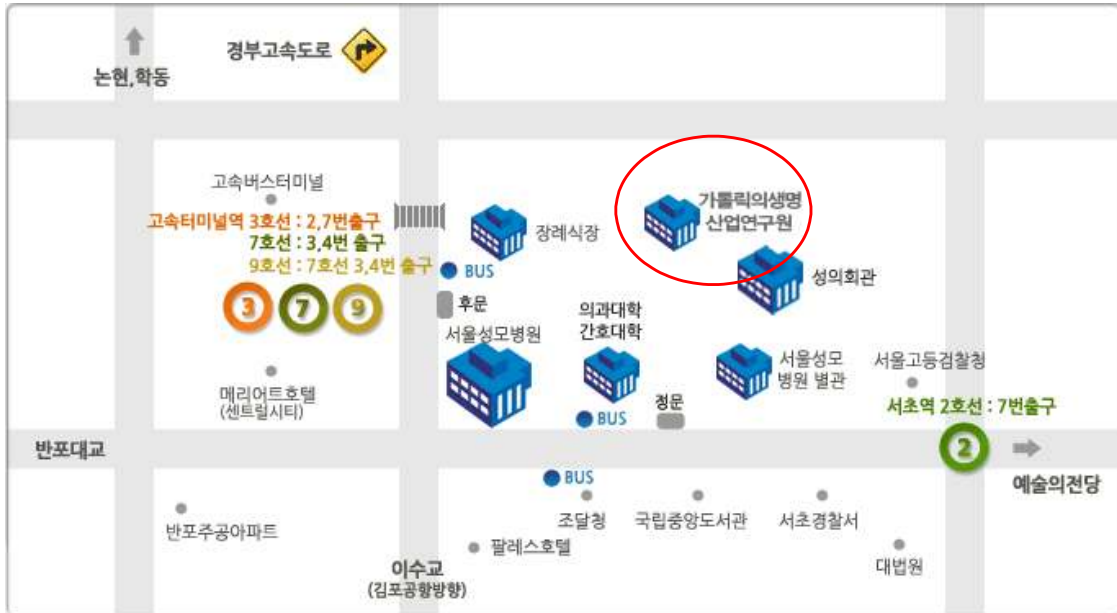 경부고속도로
논현,학동
고속버스터미널
고속터미널역 3호선 : 2,7번출구
7호선 : 3,4번 출구
9호선 : 7호선 3,4번 출구
3
7
9
BUS
후문
장례식장
가톨릭의생명
산업연구원
성의회관
의과대학
간호대학
서울성모병원
서울성모
병원 별관
서울고등검찰청
메리어트호텔
(센트럴시티)
BUS
정문
서초역 2호선 : 7번출구
반포대교
2
예술의전당
BUS
반포주공아파트
조달청
국립중앙도서관
서초경찰서
팔레스호텔
대법원
이수교
(김포공항방향)